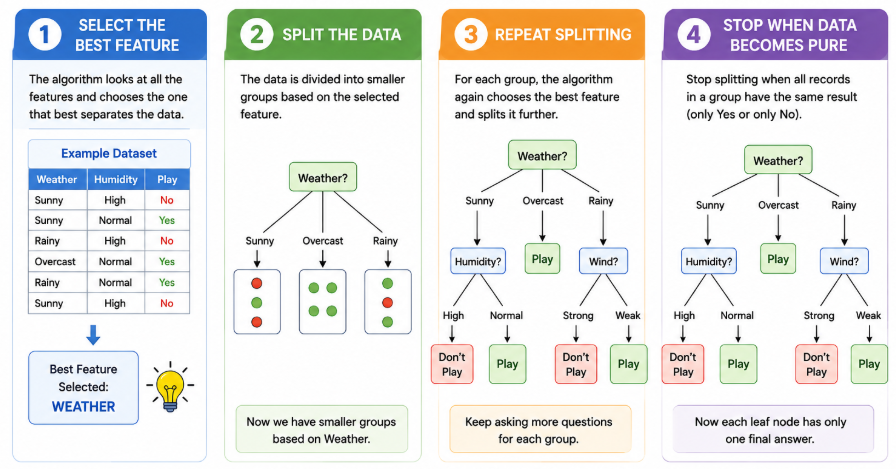 1 SELECT THE
BEST FEATURE
The algorithm looks at all the
features and chooses the one
that best separates the data.
Example Dataset
Weather Humidity Play
Sunny High No
Sunny Normal Yes
Rainy High No
Overcast Normal Yes
Rainy Normal Yes
Sunny High No
Best Feature
Selected:
WEATHER
2 SPLIT THE DATA
The data is divided into smaller
groups based on the selected
feature.
Weather?
Sunny Overcast Rainy
Now we have smaller groups
based on Weather.
3 REPEAT SPLITTING
For each group, the algorithm
again chooses the best feature
and splits it further.
Weather?
Sunny Overcast Rainy
Humidity? Play Wind?
High Normal Strong Weak
Don't
Play
Play
Don't
Play
Play
Keep asking more questions
for each group.
4 STOP WHEN DATA
BECOMES PURE
Stop splitting when all records
in a group have the same result
(only Yes or only No).
Weather?
Sunny Overcast Rainy
Humidity? Play Wind?
High Normal Strong Weak
Don't
Play
Play
Don't
Play
Play
Now each leaf node has only
one final answer.